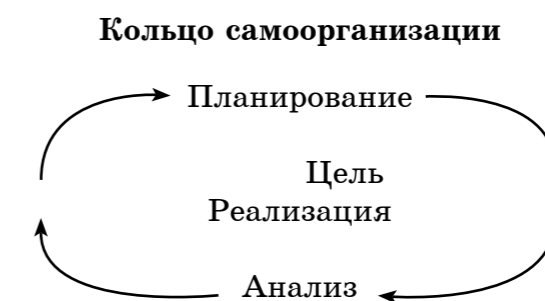 Кольцо самоорганизации
Планирование
Цель
Реализация
Анализ